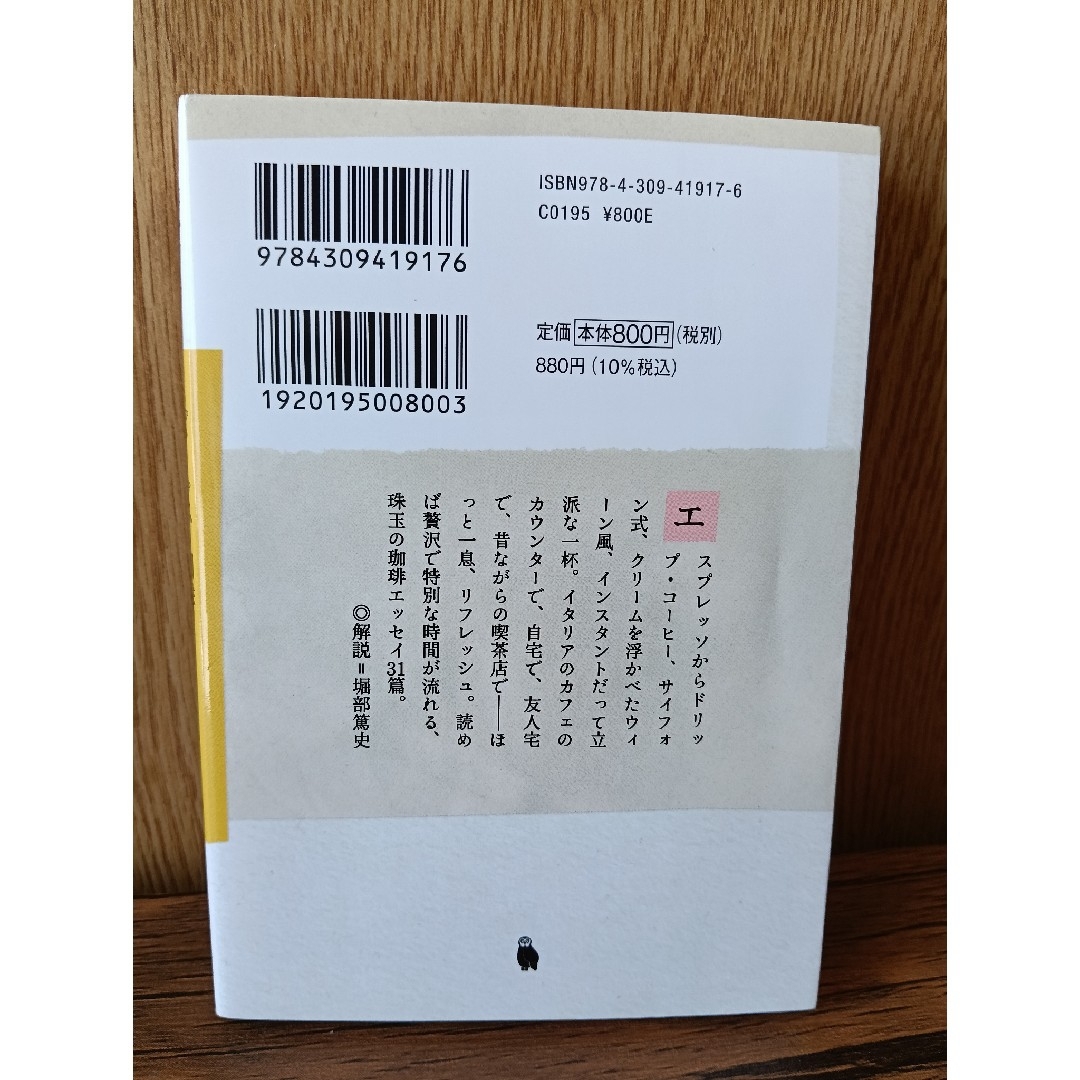 ISBN978-4-309-41917-6
C0195 ¥800E
9784309419176
定価 本体800円(税別)
880円(10%税込)
1920195008003
エスプレッソからドリッ
プ・コーヒー、サイフォ
ン式、クリームを浮かべたウィ
ーン風、インスタントだって立
派な一杯。イタリアのカフェの
カウンターで、自宅で、友人宅
で、昔ながらの喫茶店で——ほ
っと一息、リフレッシュ。読め
ば贅沢で特別な時間が流れる、
珠玉の珈琲エッセイ31篇。
◎解説=堀部篤史